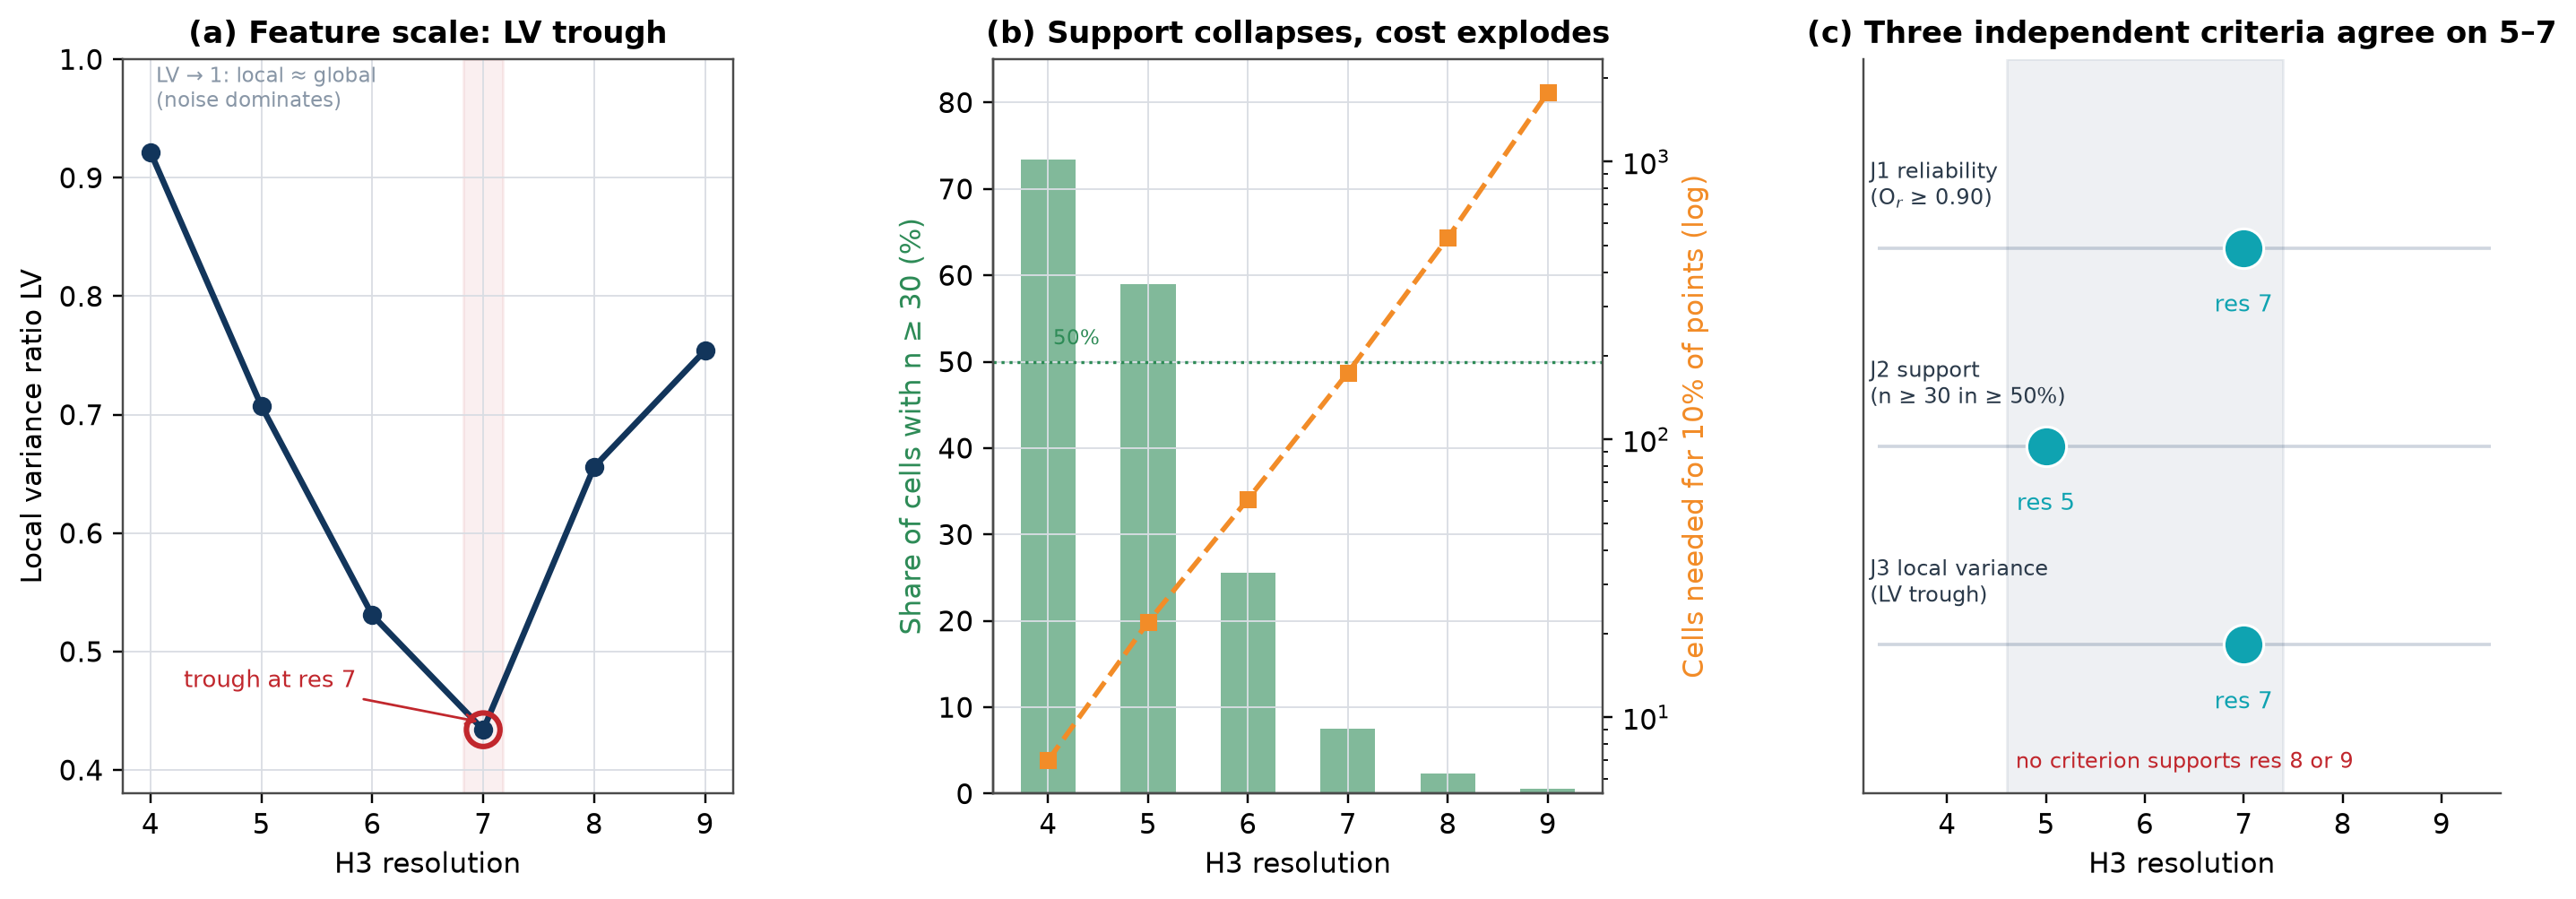 (a) Feature scale: LV trough
1.0
0.9
0.8
0.7
0.6
0.5
0.4
Local variance ratio LV
LV → 1: local ≈ global
(noise dominates)
trough at res 7
4 5 6 7 8 9
H3 resolution
(b) Support collapses, cost explodes
80
70
60
50
40
30
20
10
0
Share of cells with n ≥ 30 (%)
50%
10³
10²
10¹
Cells needed for 10% of points (log)
4 5 6 7 8 9
H3 resolution
(c) Three independent criteria agree on 5–7
J1 reliability
(Oᵣ ≥ 0.90)
res 7
J2 support
(n ≥ 30 in ≥ 50%)
res 5
J3 local variance
(LV trough)
res 7
no criterion supports res 8 or 9
4 5 6 7 8 9
H3 resolution